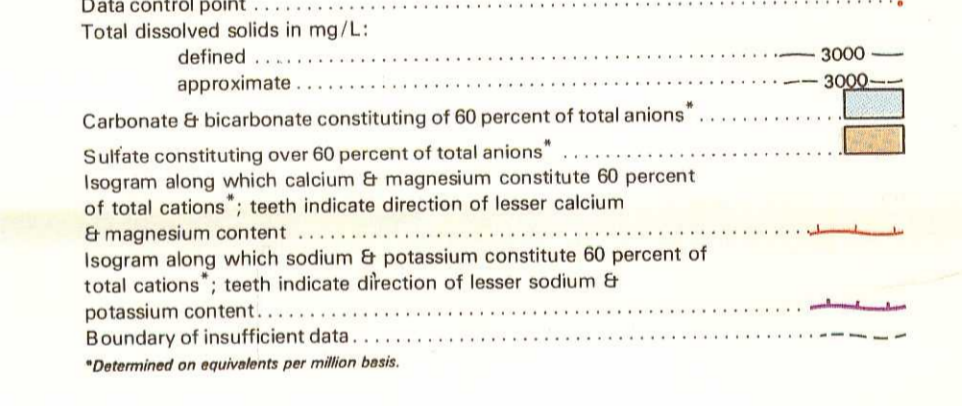 Data control point
Total dissolved solids in mg/L:
defined 3000
approximate 3000
Carbonate & bicarbonate constituting of 60 percent of total anions*
Sulfate constituting over 60 percent of total anions*
Isogram along which calcium & magnesium constitute 60 percent
of total cations*; teeth indicate direction of lesser calcium
& magnesium content
Isogram along which sodium & potassium constitute 60 percent of
total cations*; teeth indicate direction of lesser sodium &
potassium content
Boundary of insufficient data
*Determined on equivalents per million basis.